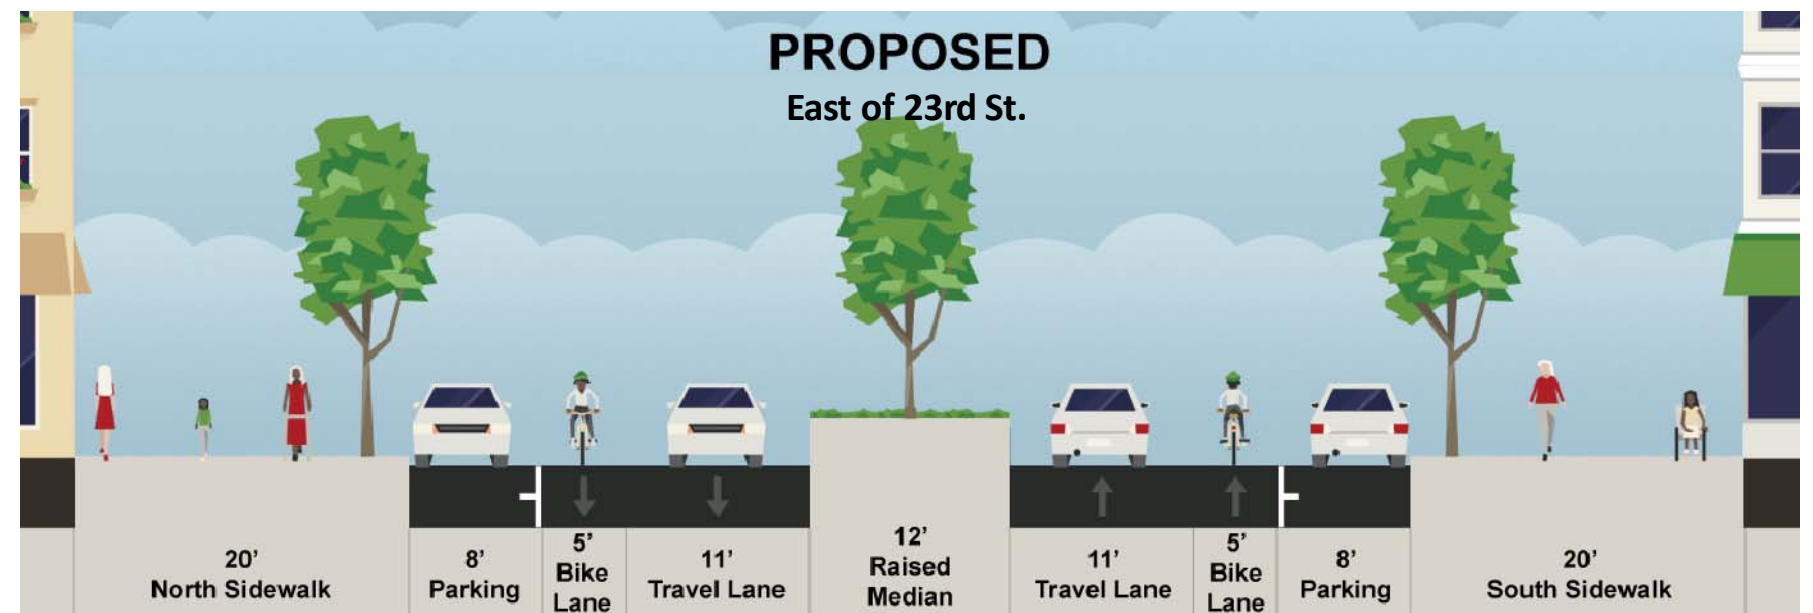 PROPOSED
East of 23rd St.
20’
North Sidewalk
8’
Parking
5’
Bike
Lane
11’
Travel Lane
12’
Raised
Median
11’
Travel Lane
5’
Bike
Lane
8’
Parking
20’
South Sidewalk